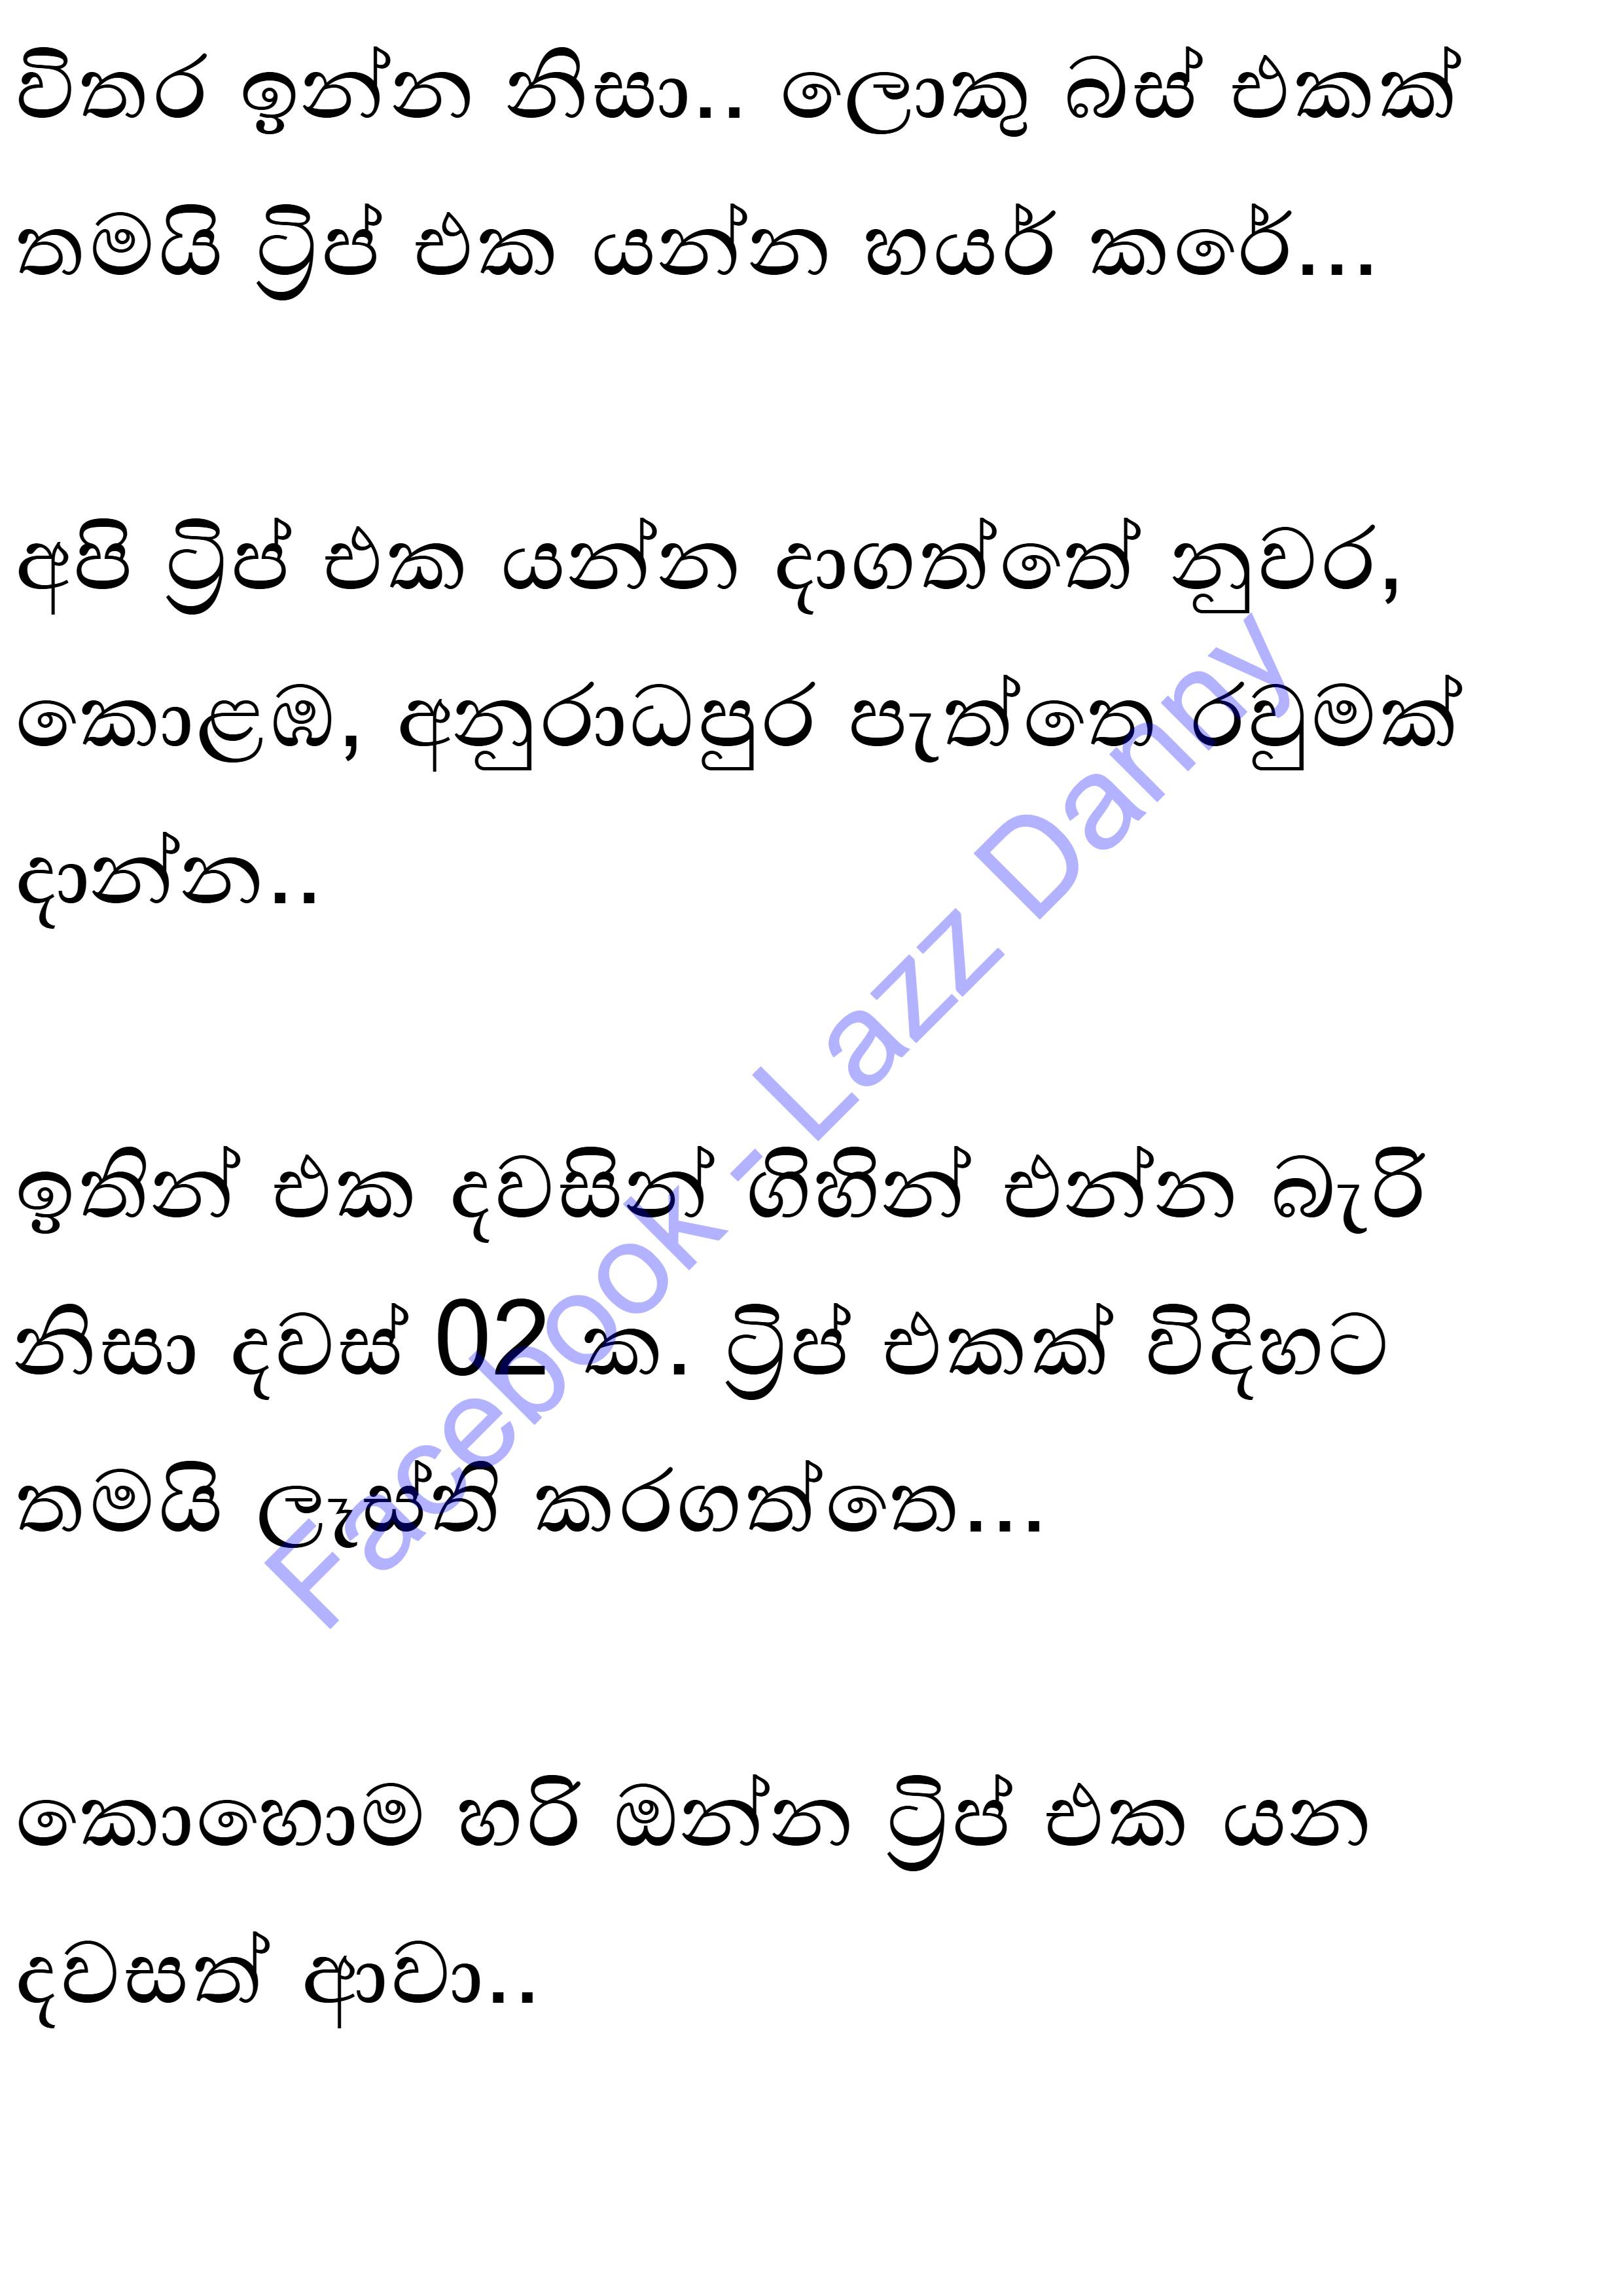 විතර ඉන්න නිසා.. ලොකු බස් එකක්
තමයි ට්‍රිප් එක යන්න හයර් කරේ...
අපි ට්‍රිප් එක යන්න දාගත්තේ නුවර,
කොළඹ, අනුරාධපුර පැත්තෙ රවුමක්
දාන්න..
ඉතින් එක දවසින් ගිහින් එන්න බැරි
නිසා දවස් 02 ක. ට්‍රිප් එකක් විදිහට
තමයි ලෑස්ති කරගත්තෙ...
කොහොම හරි ඔන්න ට්‍රිප් එක යන
දවසත් ආවා..
Facebook - Lazz Danny